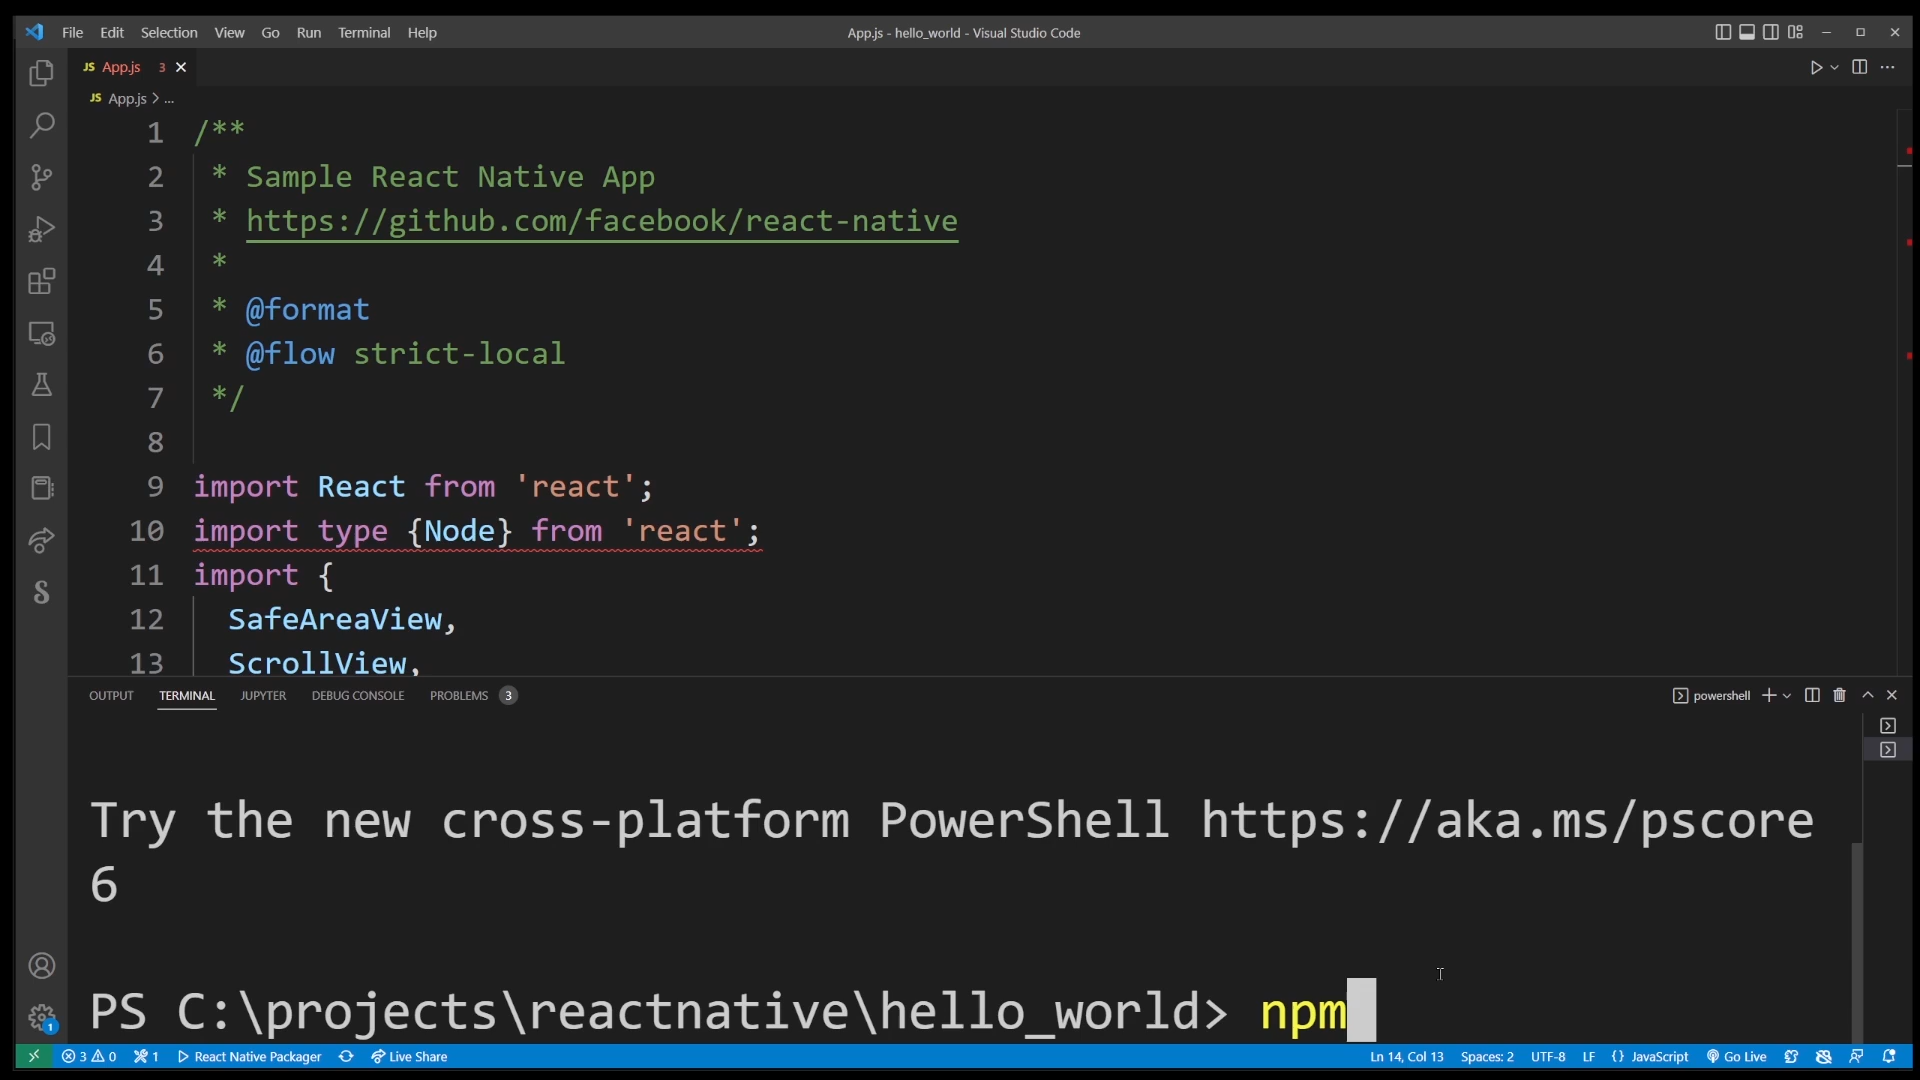 File Edit Selection View Go Run Terminal Help
App.js - hello_world - Visual Studio Code
JS App.js 3
JS App.js > ...
1 /**
2 * Sample React Native App
3 * https://github.com/facebook/react-native
4 *
5 * @format
6 * @flow strict-local
7 */
8
9 import React from 'react';
10 import type {Node} from 'react';
11 import {
12 SafeAreaView,
13 ScrollView,
OUTPUT TERMINAL JUPYTER DEBUG CONSOLE PROBLEMS 3
powershell
Try the new cross-platform PowerShell https://aka.ms/pscore
6
PS C:\projects\reactnative\hello_world> npm
1
3 0 1 React Native Packager Live Share
Ln 14, Col 13 Spaces: 2 UTF-8 LF {} JavaScript Go Live